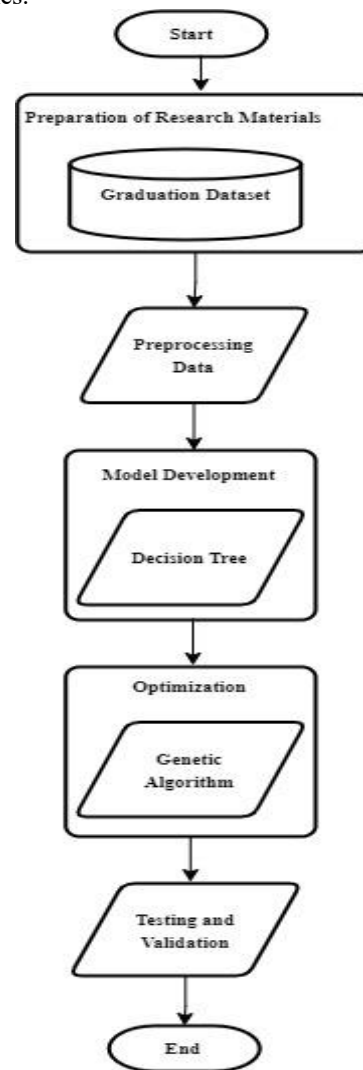 es.
Start
Preparation of Research Materials
Graduation Dataset
Preprocessing
Data
Model Development
Decision Tree
Optimization
Genetic
Algorithm
Testing and
Validation
End